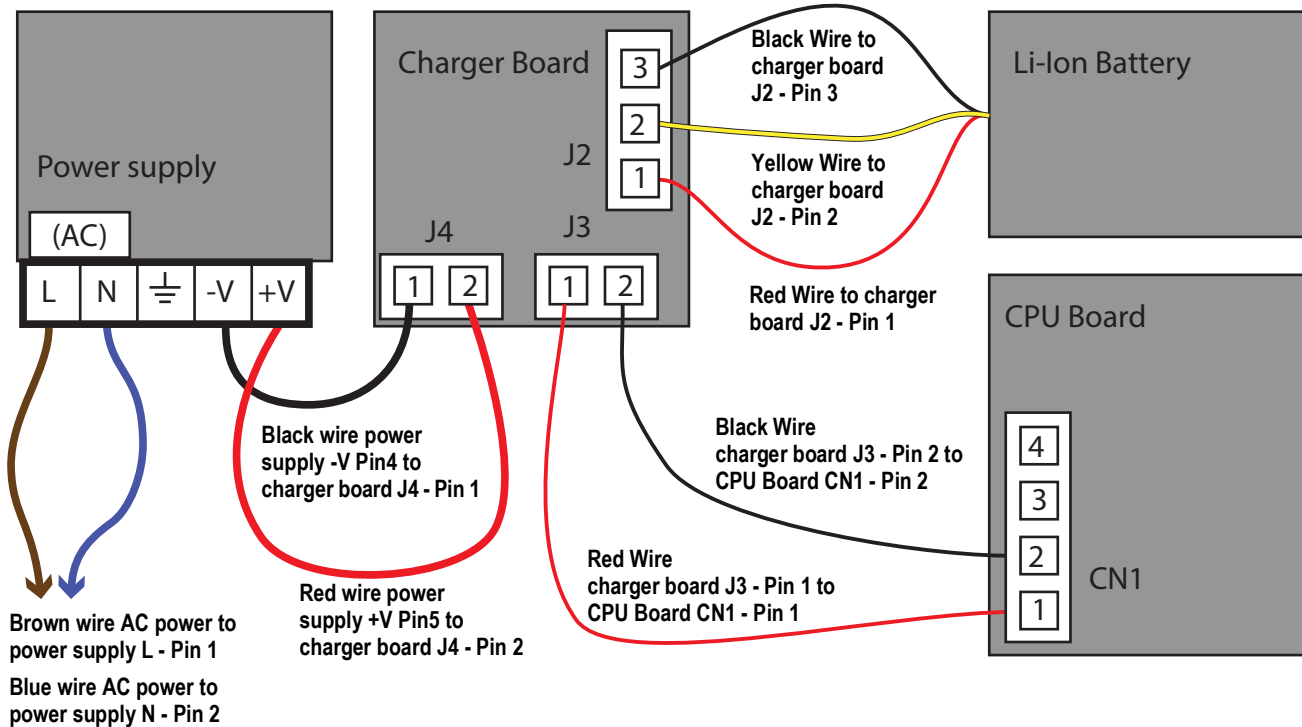 Power supply
(AC)
L N -V +V
Charger Board
3
2
1
J2
J4
1 2
J3
1 2
Black Wire to
charger board
J2 - Pin 3
Yellow Wire to
charger board
J2 - Pin 2
Red Wire to charger
board J2 - Pin 1
Li-Ion Battery
CPU Board
4
3
2
1
CN1
Black wire power
supply -V Pin4 to
charger board J4 - Pin 1
Red wire power
supply +V Pin5 to
charger board J4 - Pin 2
Black Wire
charger board J3 - Pin 2 to
CPU Board CN1 - Pin 2
Red Wire
charger board J3 - Pin 1 to
CPU Board CN1 - Pin 1
Brown wire AC power to
power supply L - Pin 1
Blue wire AC power to
power supply N - Pin 2